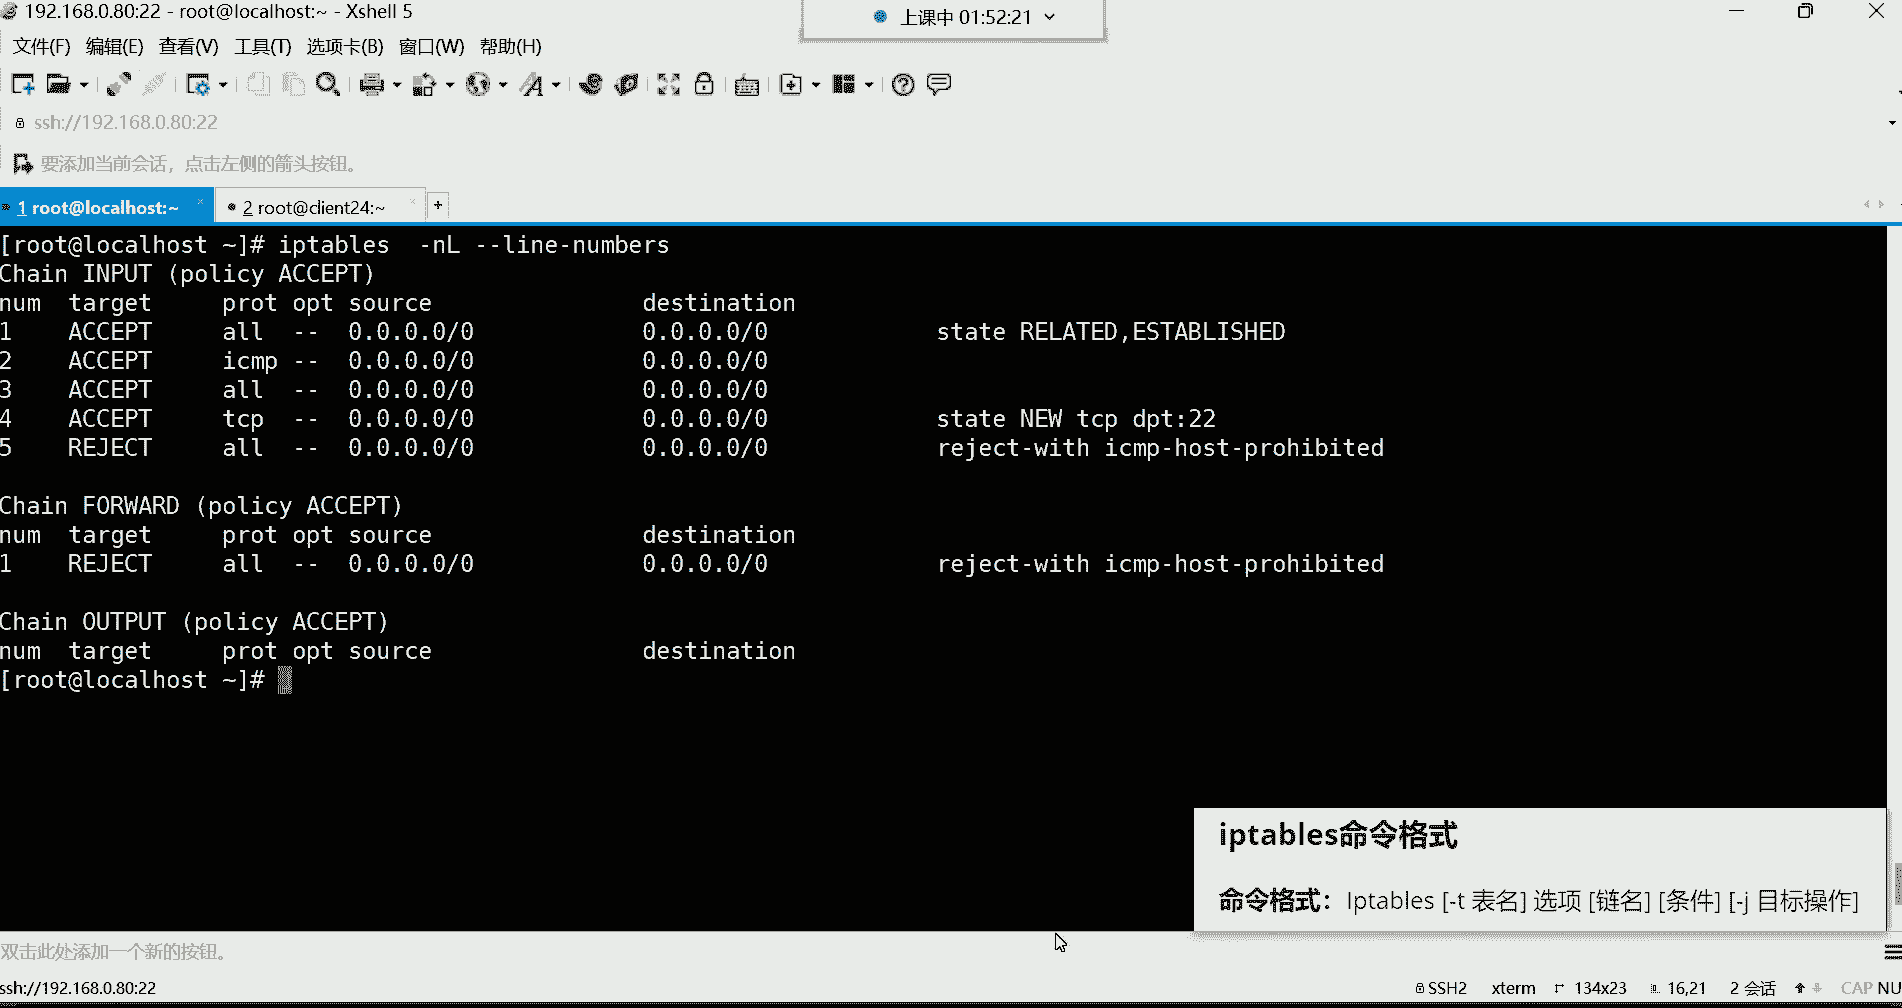 192.168.0.80:22 - root@localhost:~ - Xshell 5
上课中 01:52:21
文件(F) 编辑(E) 查看(V) 工具(T) 选项卡(B) 窗口(W) 帮助(H)
ssh://192.168.0.80:22
要添加当前会话，点击左侧的箭头按钮。
1 root@localhost:~ 2 root@client24:~ +
[root@localhost ~]# iptables  -nL --line-numbers
Chain INPUT (policy ACCEPT)
num  target     prot opt source               destination
1    ACCEPT     all  --  0.0.0.0/0            0.0.0.0/0            state RELATED,ESTABLISHED
2    ACCEPT     icmp --  0.0.0.0/0            0.0.0.0/0
3    ACCEPT     all  --  0.0.0.0/0            0.0.0.0/0
4    ACCEPT     tcp  --  0.0.0.0/0            0.0.0.0/0            state NEW tcp dpt:22
5    REJECT     all  --  0.0.0.0/0            0.0.0.0/0            reject-with icmp-host-prohibited
Chain FORWARD (policy ACCEPT)
num  target     prot opt source               destination
1    REJECT     all  --  0.0.0.0/0            0.0.0.0/0            reject-with icmp-host-prohibited
Chain OUTPUT (policy ACCEPT)
num  target     prot opt source               destination
[root@localhost ~]#
iptables命令格式
命令格式：Iptables [-t 表名] 选项 [链名] [条件] [-j 目标操作]
双击此处添加一个新的按钮。
ssh://192.168.0.80:22 SSH2 xterm 134x23 16,21 2 会话 CAP NU